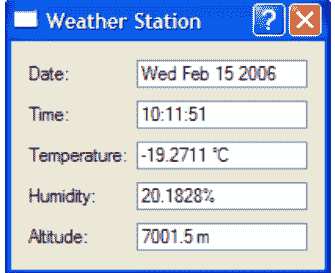 Weather Station
Date: Wed Feb 15 2006
Time: 10:11:51
Temperature: -19.2711 °C
Humidity: 20.1828%
Altitude: 7001.5 m